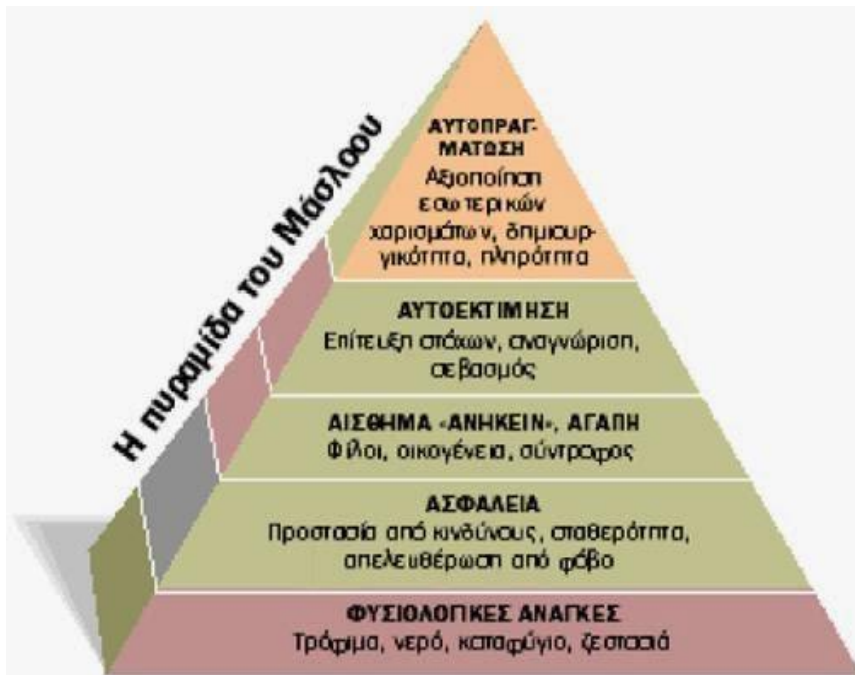 Η πυραμίδα του Μάσλοου
ΑΥΤΟΠΡΑΓ-
ΜΑΤΩΣΗ
Αξιοποίηση
εσωτερικών
χαρισμάτων, δημιουρ-
γικότητα, πληρότητα
ΑΥΤΟΕΚΤΙΜΗΣΗ
Επίτευξη στόχων, αναγνώριση,
σεβασμός
ΑΙΣΘΗΜΑ «ΑΝΗΚΕΙΝ», ΑΓΑΠΗ
Φίλοι, οικογένεια, σύντροφος
ΑΣΦΑΛΕΙΑ
Προστασία από κινδύνους, σταθερότητα,
απελευθέρωση από φόβο
ΦΥΣΙΟΛΟΓΙΚΕΣ ΑΝΑΓΚΕΣ
Τρόφιμα, νερό, καταφύγιο, ζεστασιά